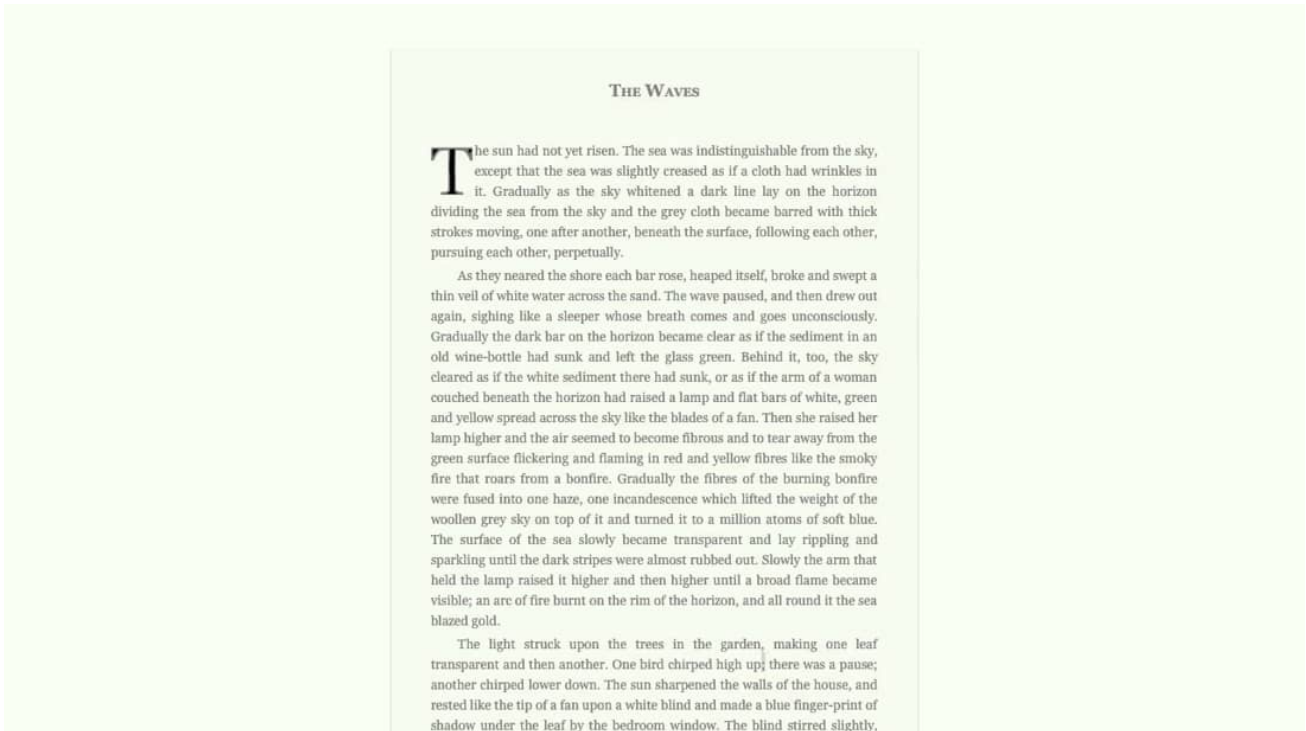 THE WAVES
The sun had not yet risen. The sea was indistinguishable from the sky,
except that the sea was slightly creased as if a cloth had wrinkles in
it. Gradually as the sky whitened a dark line lay on the horizon
dividing the sea from the sky and the grey cloth became barred with thick
strokes moving, one after another, beneath the surface, following each other,
pursuing each other, perpetually.
As they neared the shore each bar rose, heaped itself, broke and swept a
thin veil of white water across the sand. The wave paused, and then drew out
again, sighing like a sleeper whose breath comes and goes unconsciously.
Gradually the dark bar on the horizon became clear as if the sediment in an
old wine-bottle had sunk and left the glass green. Behind it, too, the sky
cleared as if the white sediment there had sunk, or as if the arm of a woman
couched beneath the horizon had raised a lamp and flat bars of white, green
and yellow spread across the sky like the blades of a fan. Then she raised her
lamp higher and the air seemed to become fibrous and to tear away from the
green surface flickering and flaming in red and yellow fibres like the smoky
fire that roars from a bonfire. Gradually the fibres of the burning bonfire
were fused into one haze, one incandescence which lifted the weight of the
woollen grey sky on top of it and turned it to a million atoms of soft blue.
The surface of the sea slowly became transparent and lay rippling and
sparkling until the dark stripes were almost rubbed out. Slowly the arm that
held the lamp raised it higher and then higher until a broad flame became
visible; an arc of fire burnt on the rim of the horizon, and all round it the sea
blazed gold.
The light struck upon the trees in the garden, making one leaf
transparent and then another. One bird chirped high up; there was a pause;
another chirped lower down. The sun sharpened the walls of the house, and
rested like the tip of a fan upon a white blind and made a blue finger-print of
shadow under the leaf by the bedroom window. The blind stirred slightly,